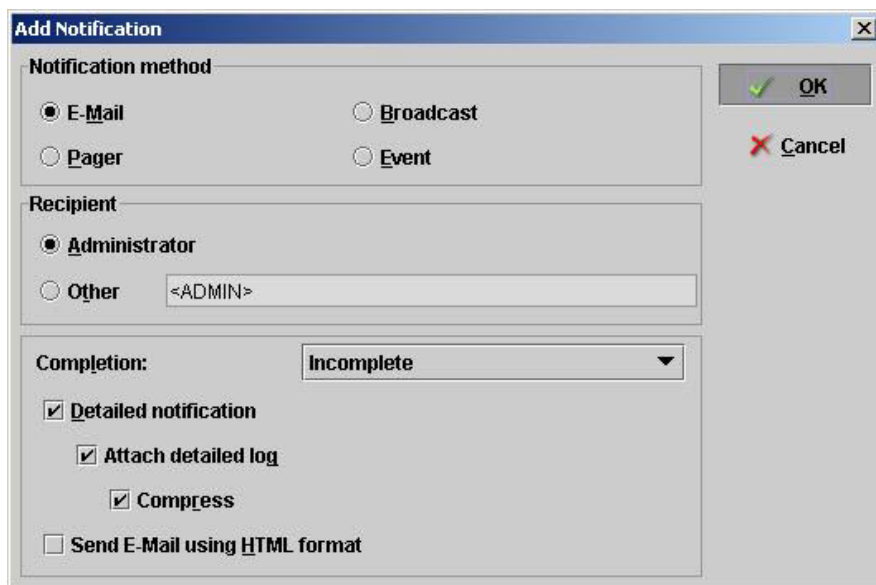 Add Notification
Notification method
E-Mail
Broadcast
Pager
Event
OK
Cancel
Recipient
Administrator
Other
<ADMIN>
Completion:
Incomplete
Detailed notification
Attach detailed log
Compress
Send E-Mail using HTML format